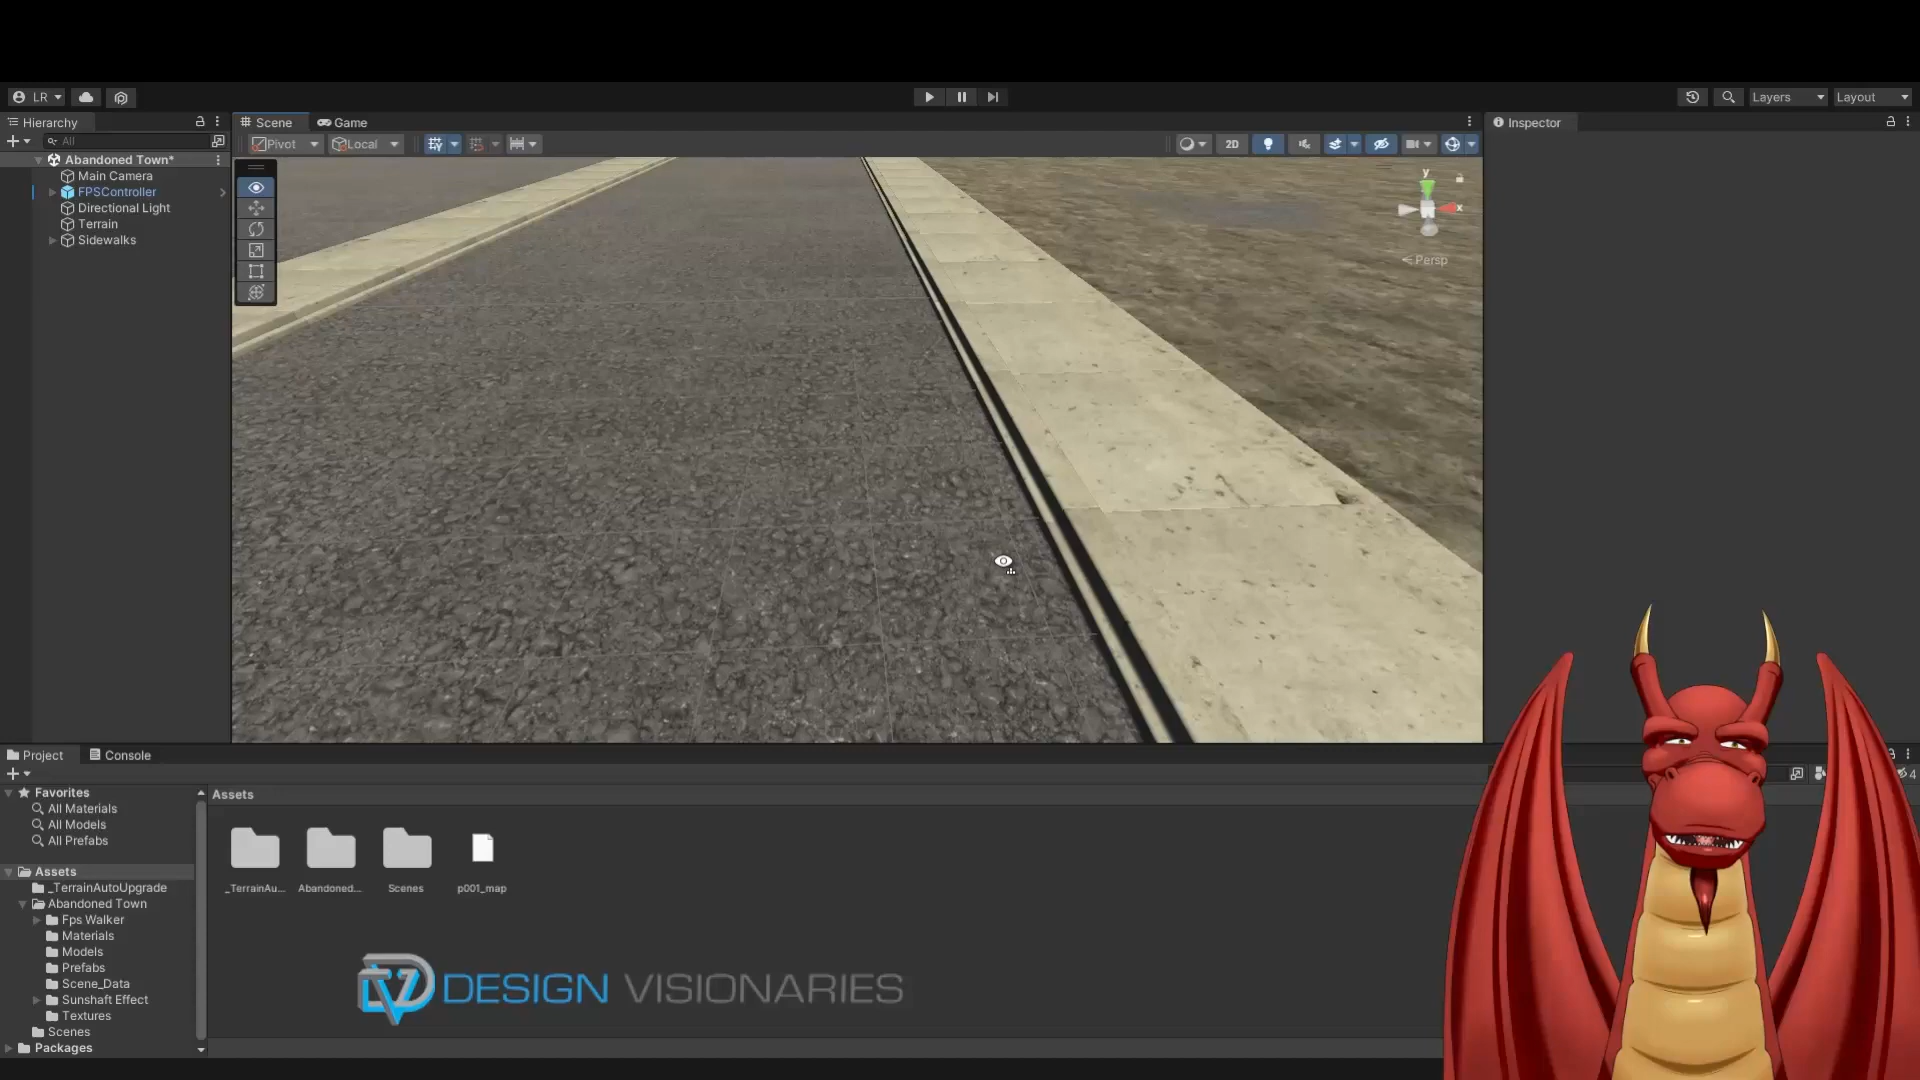 LR
Layers
Layout
Hierarchy
Scene
Game
Inspector
All
Pivot
Local
2D
Abandoned Town*
Main Camera
FPSController
Directional Light
Terrain
Sidewalks
y
x
Persp
Project
Console
4
Favorites
All Materials
All Models
All Prefabs
Assets
_TerrainAutoUpgrade
Abandoned Town
Fps Walker
Materials
Models
Prefabs
Scene_Data
Sunshaft Effect
Textures
Scenes
Packages
Assets
_TerrainAu...
Abandoned...
Scenes
p001_map
DV DESIGN VISIONARIES